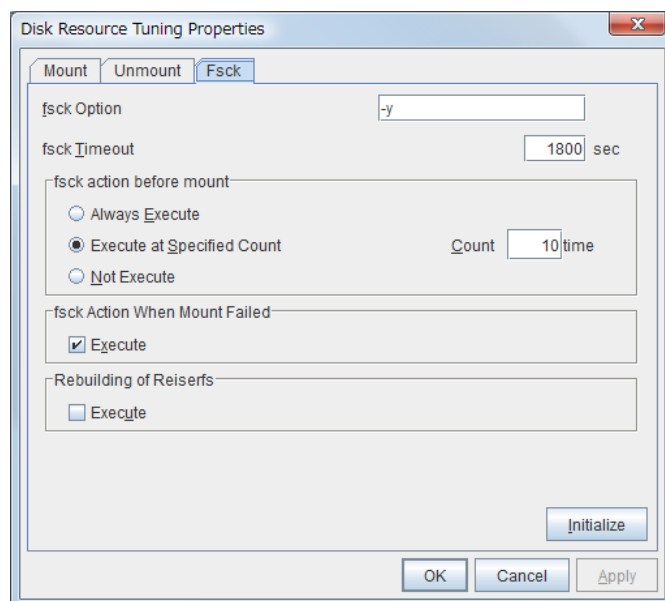 Disk Resource Tuning Properties
Mount Unmount Fsck
fsck Option -y
fsck Timeout 1800 sec
fsck action before mount
Always Execute
Execute at Specified Count Count 10 time
Not Execute
fsck Action When Mount Failed
Execute
Rebuilding of Reiserfs
Execute
Initialize
OK Cancel Apply